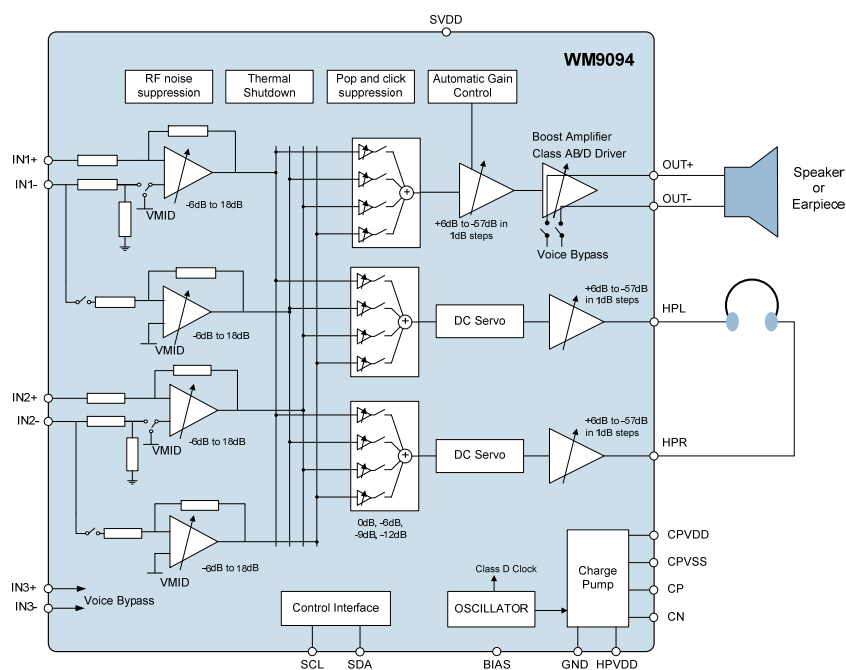 SVDD
WM9094
RF noise
suppression
Thermal
Shutdown
Pop and click
suppression
Automatic Gain
Control
Boost Amplifier
Class AB/D Driver
IN1+
IN1-
VMID
-6dB to 18dB
+6dB to -57dB in
1dB steps
Voice Bypass
OUT+
OUT-
Speaker
or
Earpiece
VMID
-6dB to 18dB
DC Servo
+6dB to -57dB
in 1dB steps
HPL
IN2+
IN2-
VMID
-6dB to 18dB
DC Servo
+6dB to -57dB
in 1dB steps
HPR
VMID
-6dB to 18dB
0dB, -6dB,
-9dB, -12dB
IN3+
IN3-
Voice Bypass
Control Interface
Class D Clock
OSCILLATOR
Charge
Pump
CPVDD
CPVSS
CP
CN
SCL
SDA
BIAS
GND
HPVDD